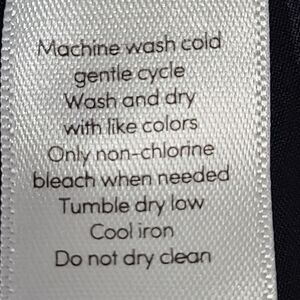 Machine wash cold
gentle cycle
Wash and dry
with like colors
Only non-chlorine
bleach when needed
Tumble dry low
Cool iron
Do not dry clean